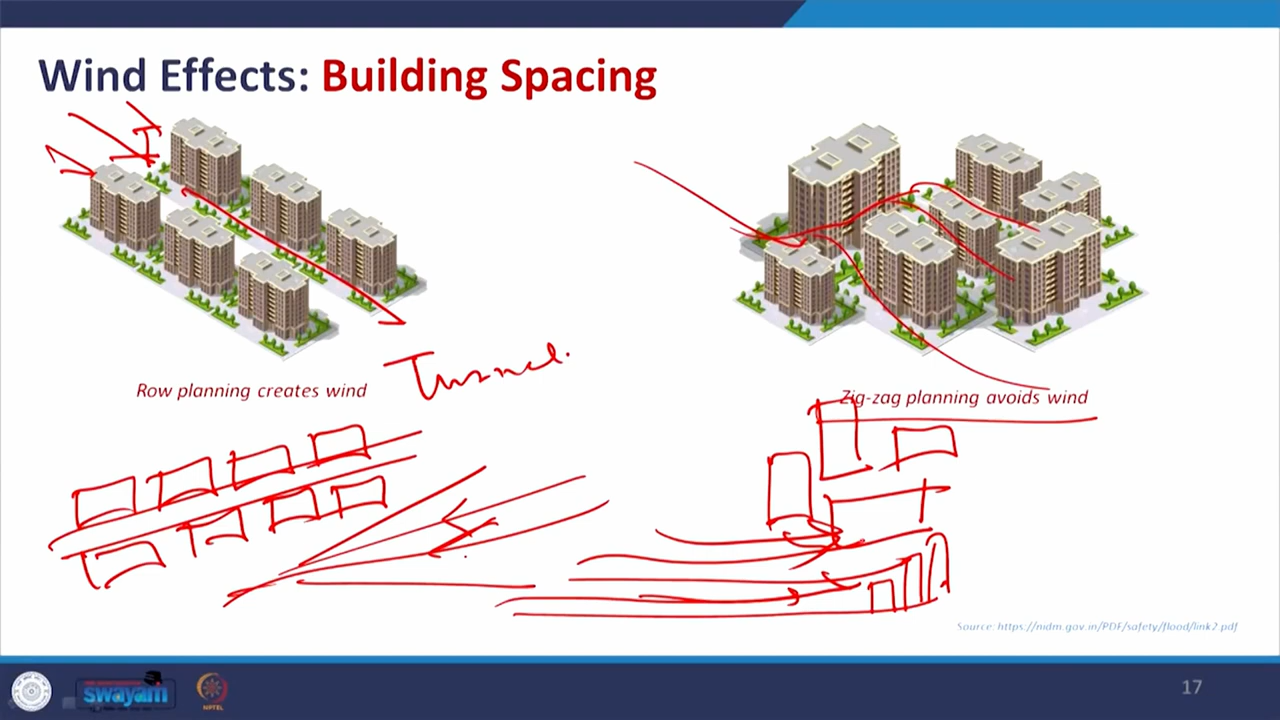 Wind Effects: Building Spacing
Row planning creates wind
Tunnel.
Zig-zag planning avoids wind
Source: https://ndm.gov.in/PDF/safety/flood/link2.pdf
swayam
NPTEL
17